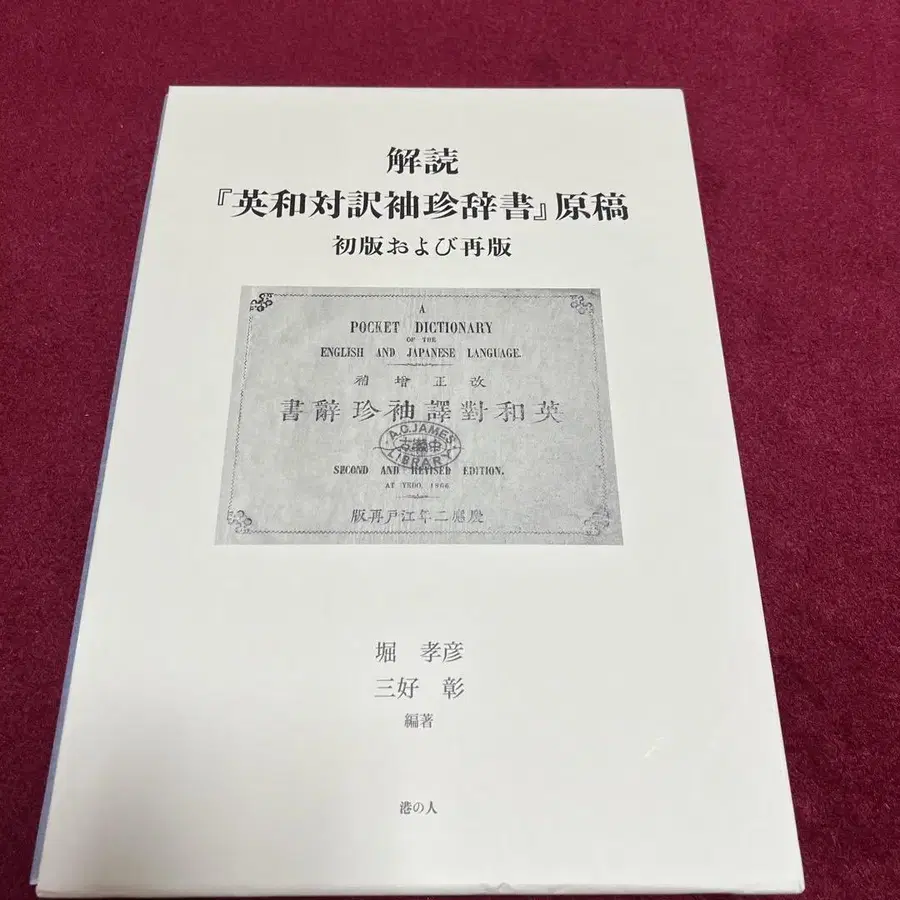 解読
『英和対訳袖珍辞書』原稿
初版および再版
A
POCKET DICTIONARY
OF THE
ENGLISH AND JAPANESE LANGUAGE.
補増正改
書辭珍袖譯對和英
A.C.JAMES
LIBRARY
SECOND AND REVISED EDITION.
AT YEDO, 1866
版再戸江年二應慶
堀 孝彦
三好 彰
編著
港の人